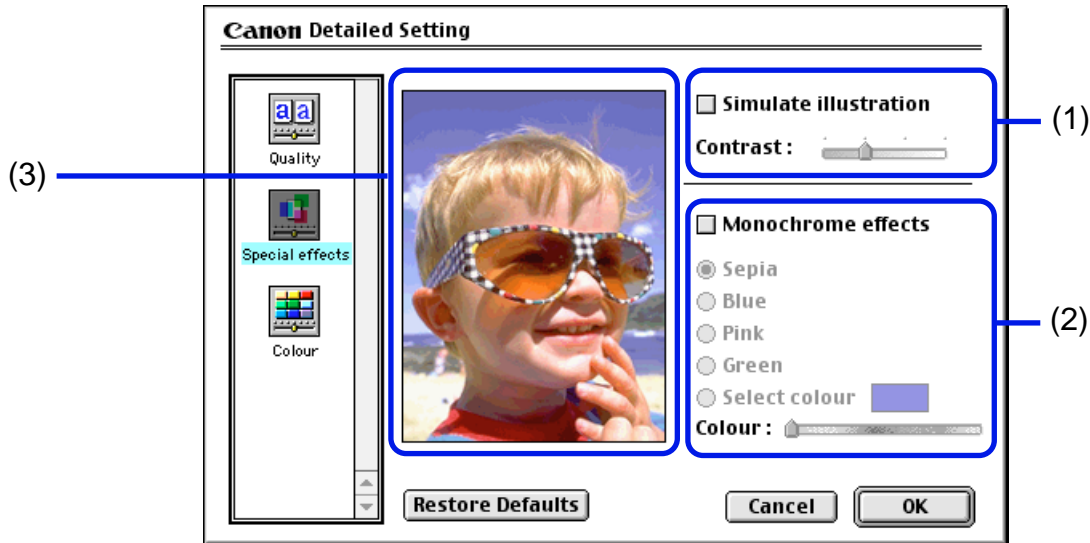 Canon Detailed Setting
aa
Quality
Special effects
Colour
(3)
Simulate illustration
Contrast :
(1)
Monochrome effects
Sepia
Blue
Pink
Green
Select colour
Colour :
(2)
Restore Defaults
Cancel
OK